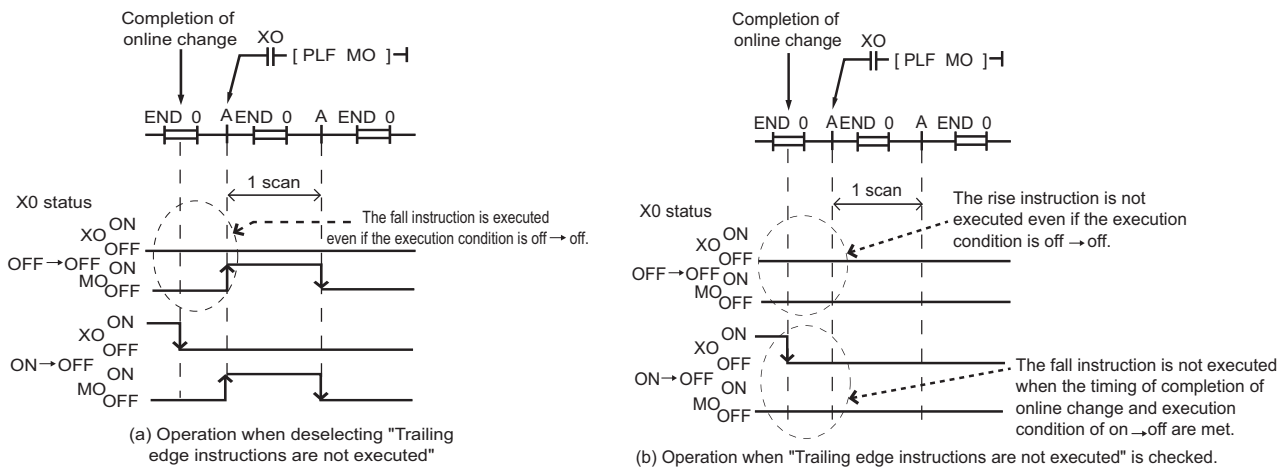 Completion of
online change
XO
[ PLF MO ]
END 0 A END 0 A END 0
1 scan
X0 status
The fall instruction is executed
even if the execution condition is off → off.
XO ON
OFF
OFF→OFF
MO ON
OFF
XO ON
OFF
ON→OFF
MO ON
OFF
(a) Operation when deselecting "Trailing
edge instructions are not executed"
Completion of
online change
XO
[ PLF MO ]
END 0 A END 0 A END 0
1 scan
X0 status
The rise instruction is not
executed even if the execution
condition is off →off.
XO ON
OFF
OFF→OFF
MO ON
OFF
XO ON
OFF
ON→OFF
MO ON
OFF
The fall instruction is not executed
when the timing of completion of
online change and execution
condition of on →off are met.
(b) Operation when "Trailing edge instructions are not executed" is checked.